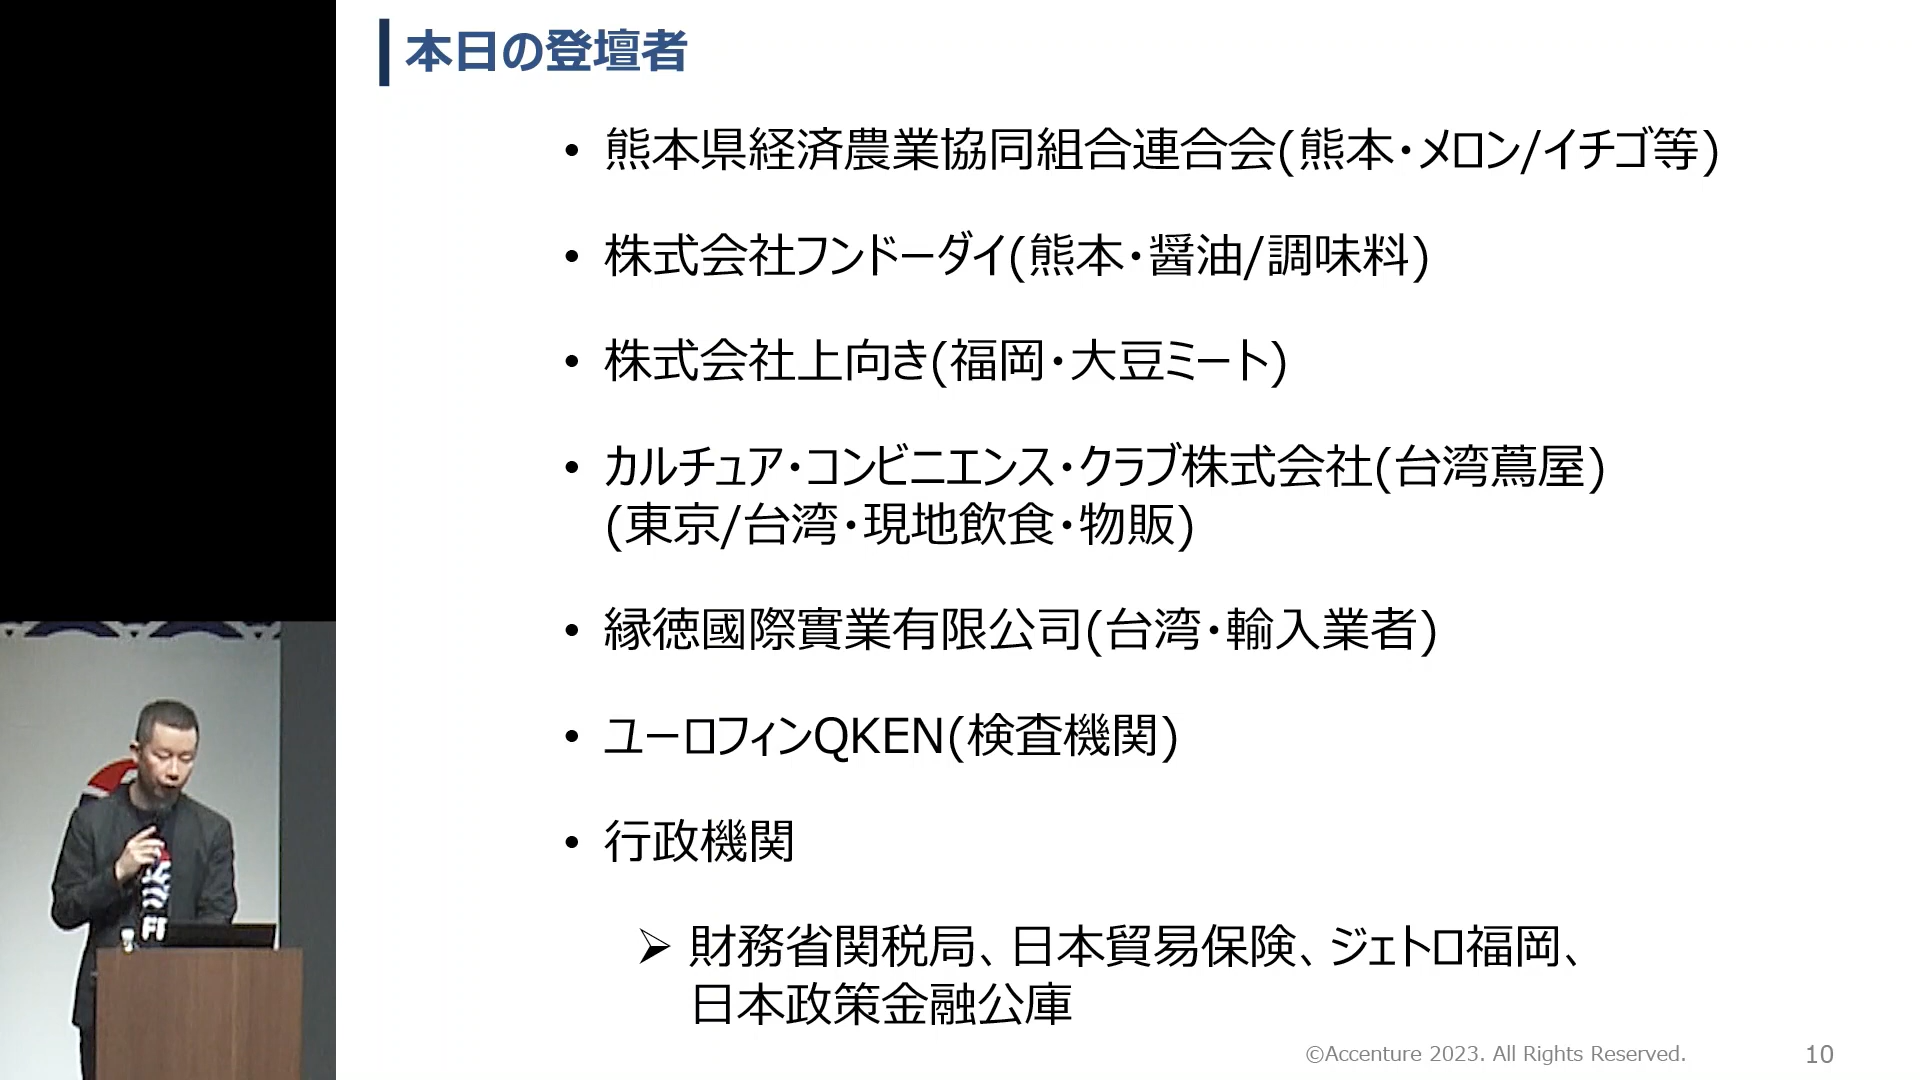 本日の登壇者
• 熊本県経済農業協同組合連合会(熊本・メロン/イチゴ等)
• 株式会社フンドーダイ(熊本・醤油/調味料)
• 株式会社上向き(福岡・大豆ミート)
• カルチュア・コンビニエンス・クラブ株式会社(台湾蔦屋)
(東京/台湾・現地飲食・物販)
• 縁徳國際實業有限公司(台湾・輸入業者)
• ユーロフィンQKEN(検査機関)
• 行政機関
➢ 財務省関税局、日本貿易保険、ジェトロ福岡、
日本政策金融公庫
©Accenture 2023. All Rights Reserved.
10